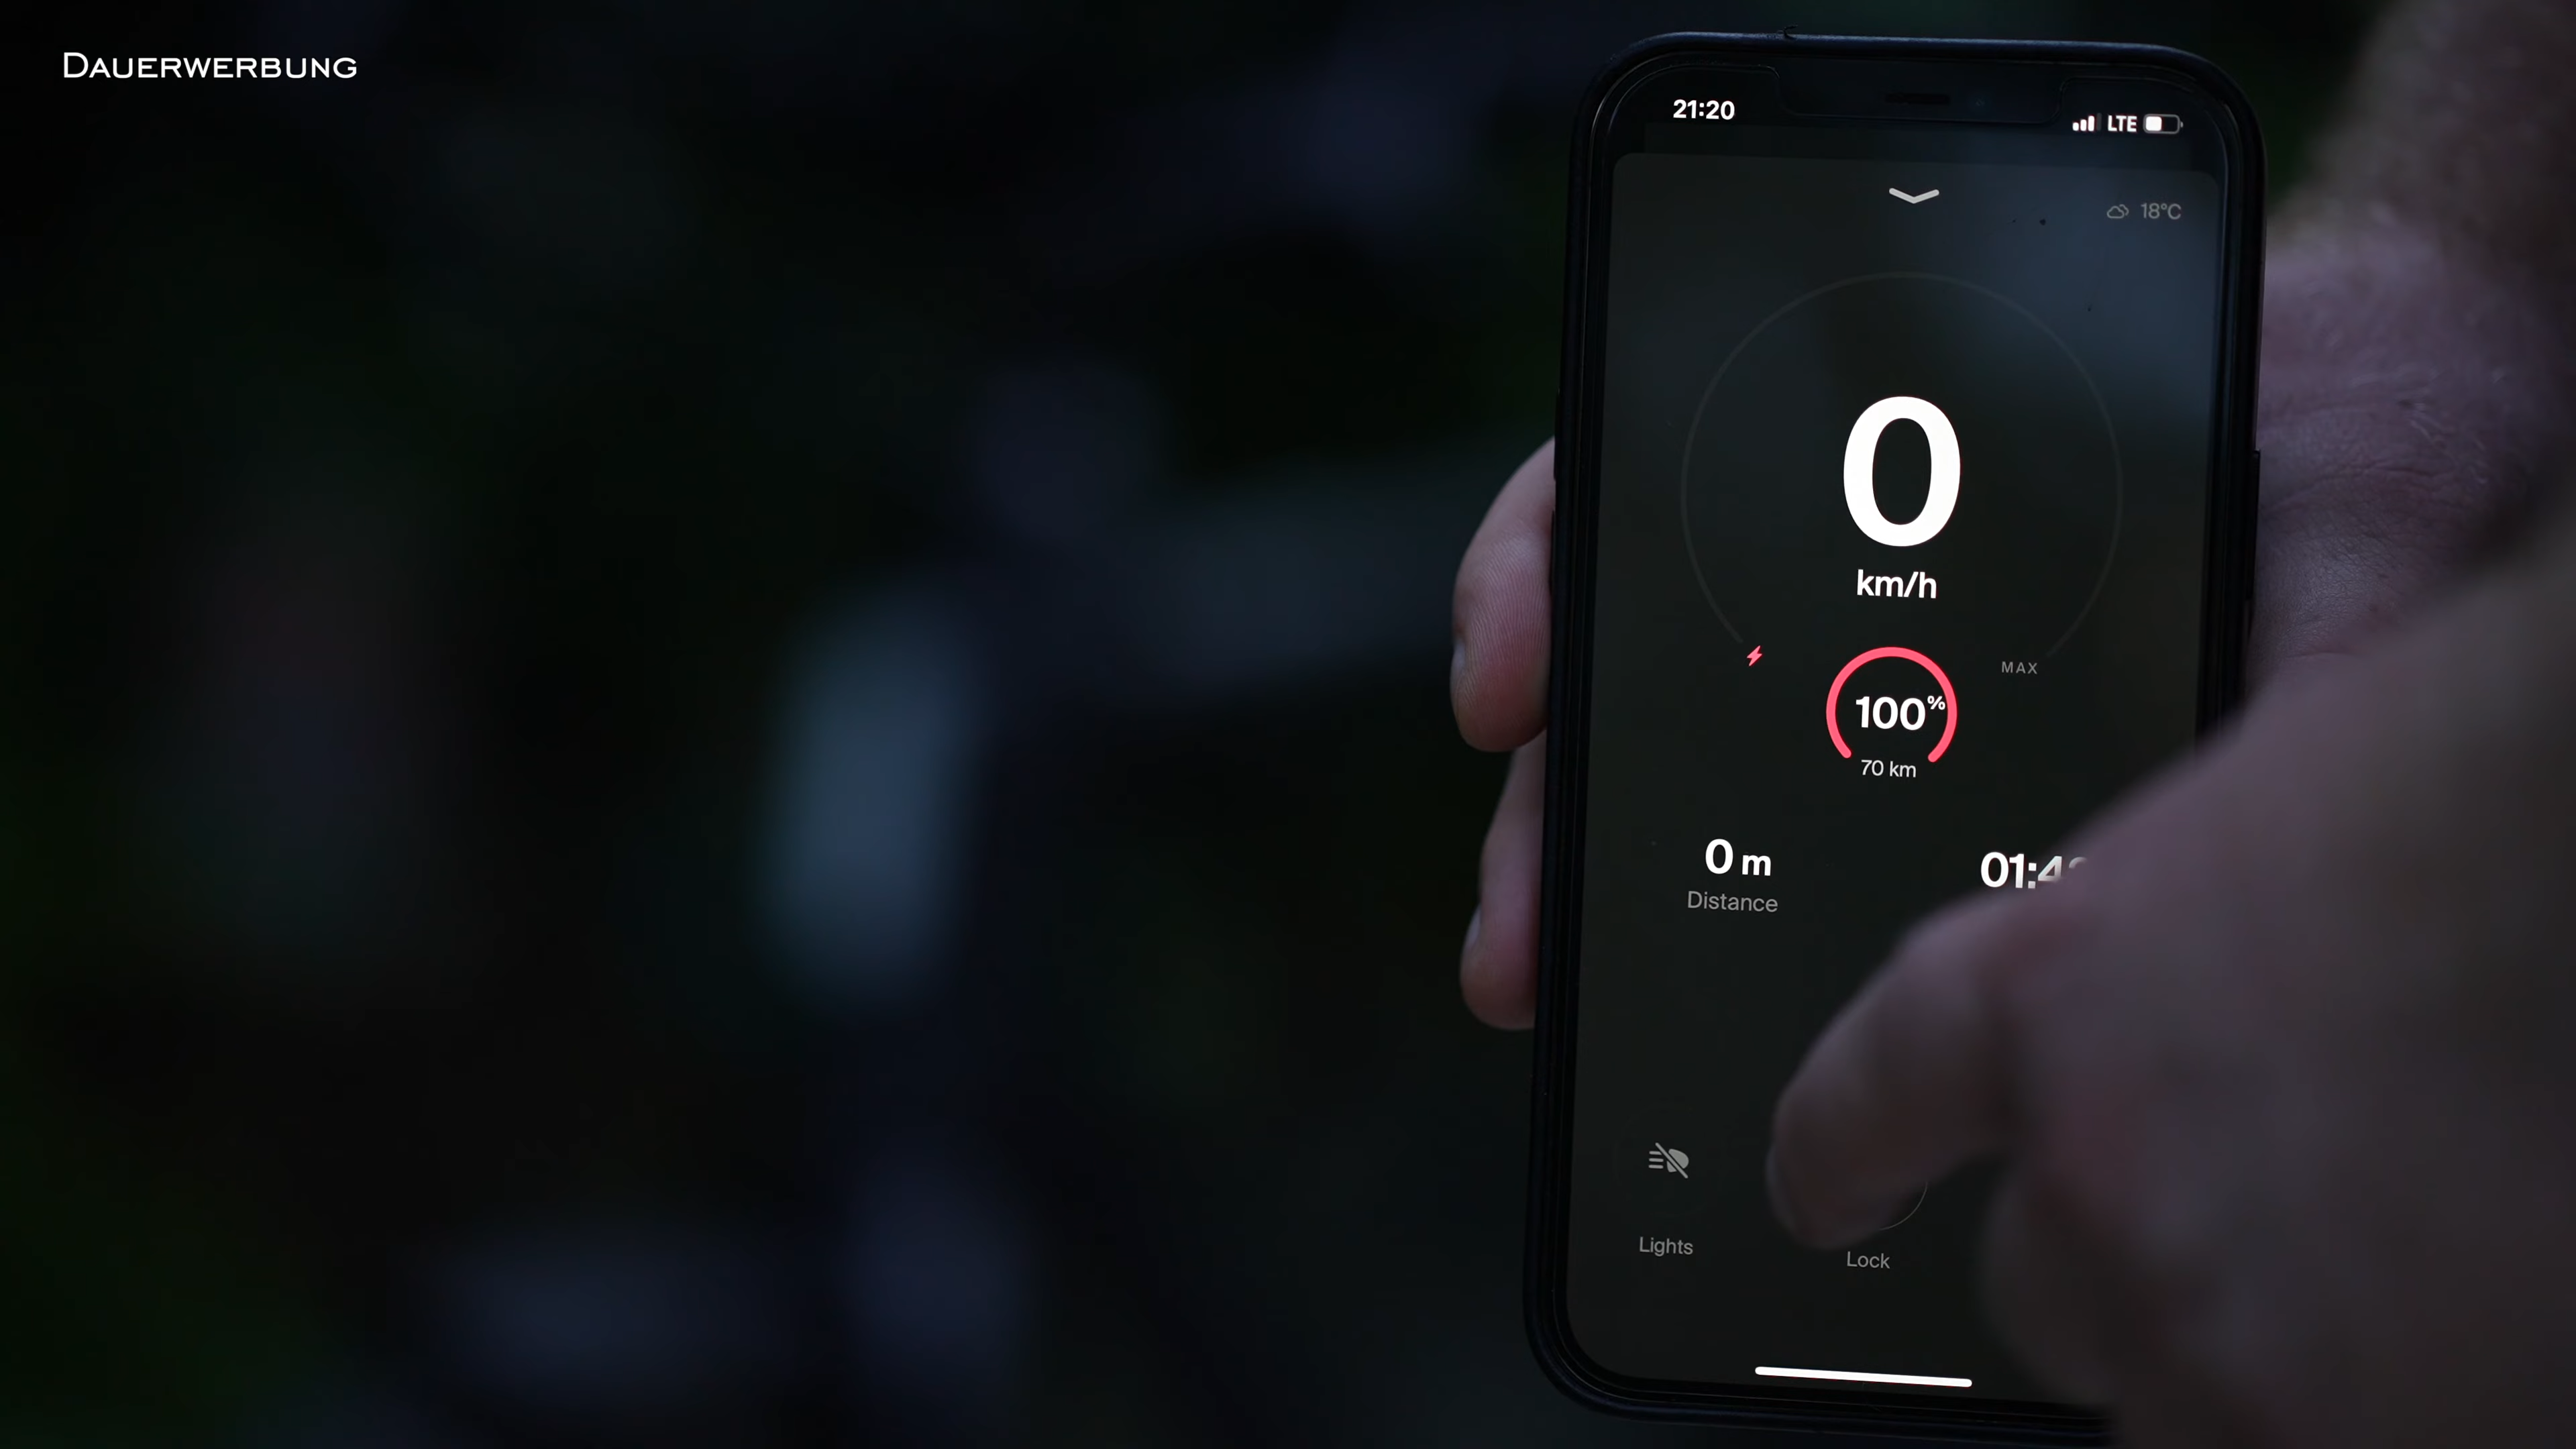 DAUERWERBUNG
21:20
LTE
18°C
0
km/h
MAX
100%
70 km
0 m
Distance
Lights
Lock